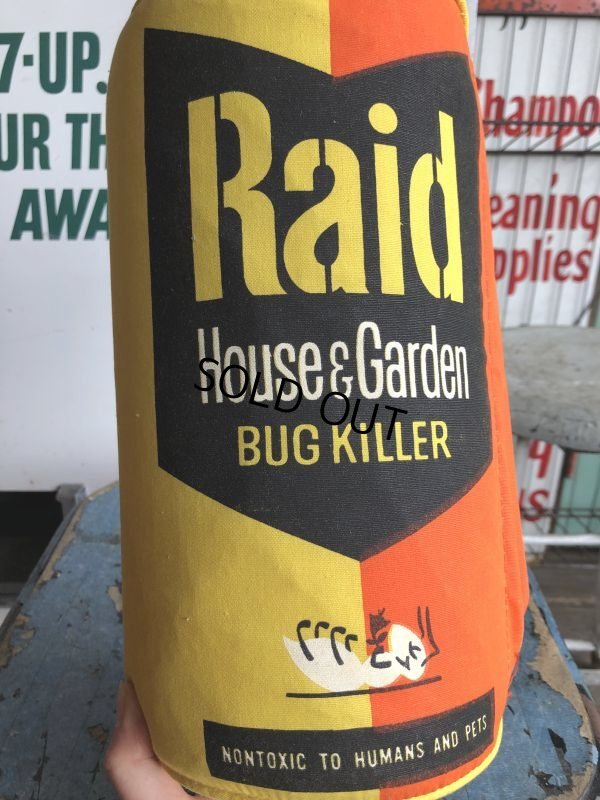 7-UP.
UR TH
AWA
Raid
House & Garden
BUG KILLER
SOLD OUT
NONTOXIC TO HUMANS AND PETS
Shampo
eaning
pplies